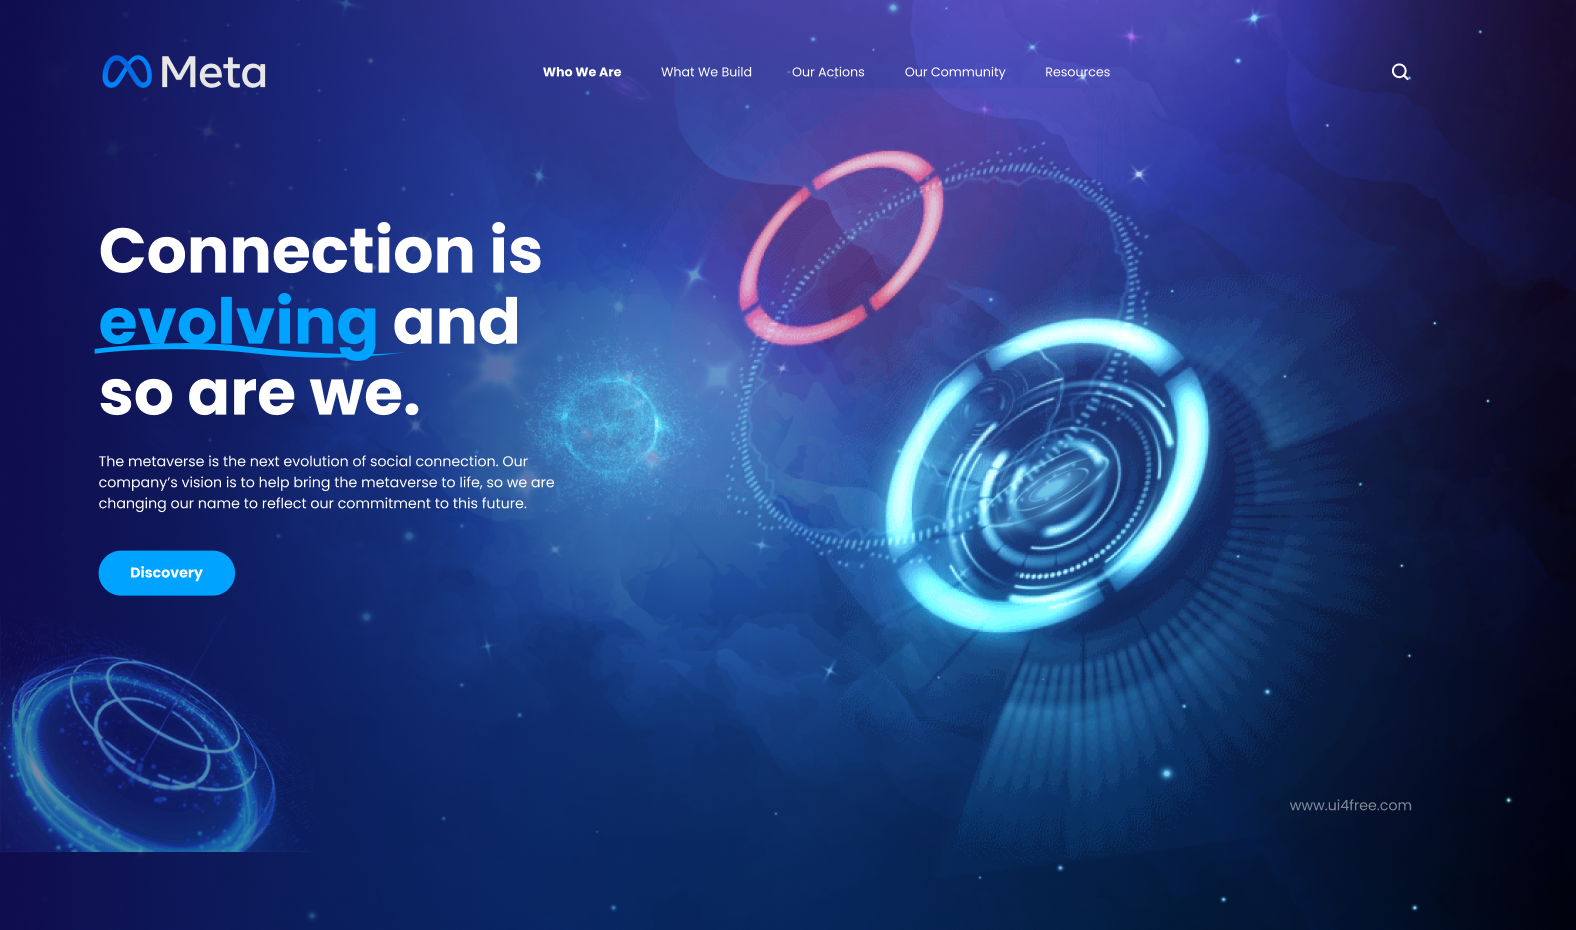 Meta
Who We Are
What We Build
Our Actions
Our Community
Resources
Connection is
evolving and
so are we.
The metaverse is the next evolution of social connection. Our
company’s vision is to help bring the metaverse to life, so we are
changing our name to reflect our commitment to this future.
Discovery
www.ui4free.com